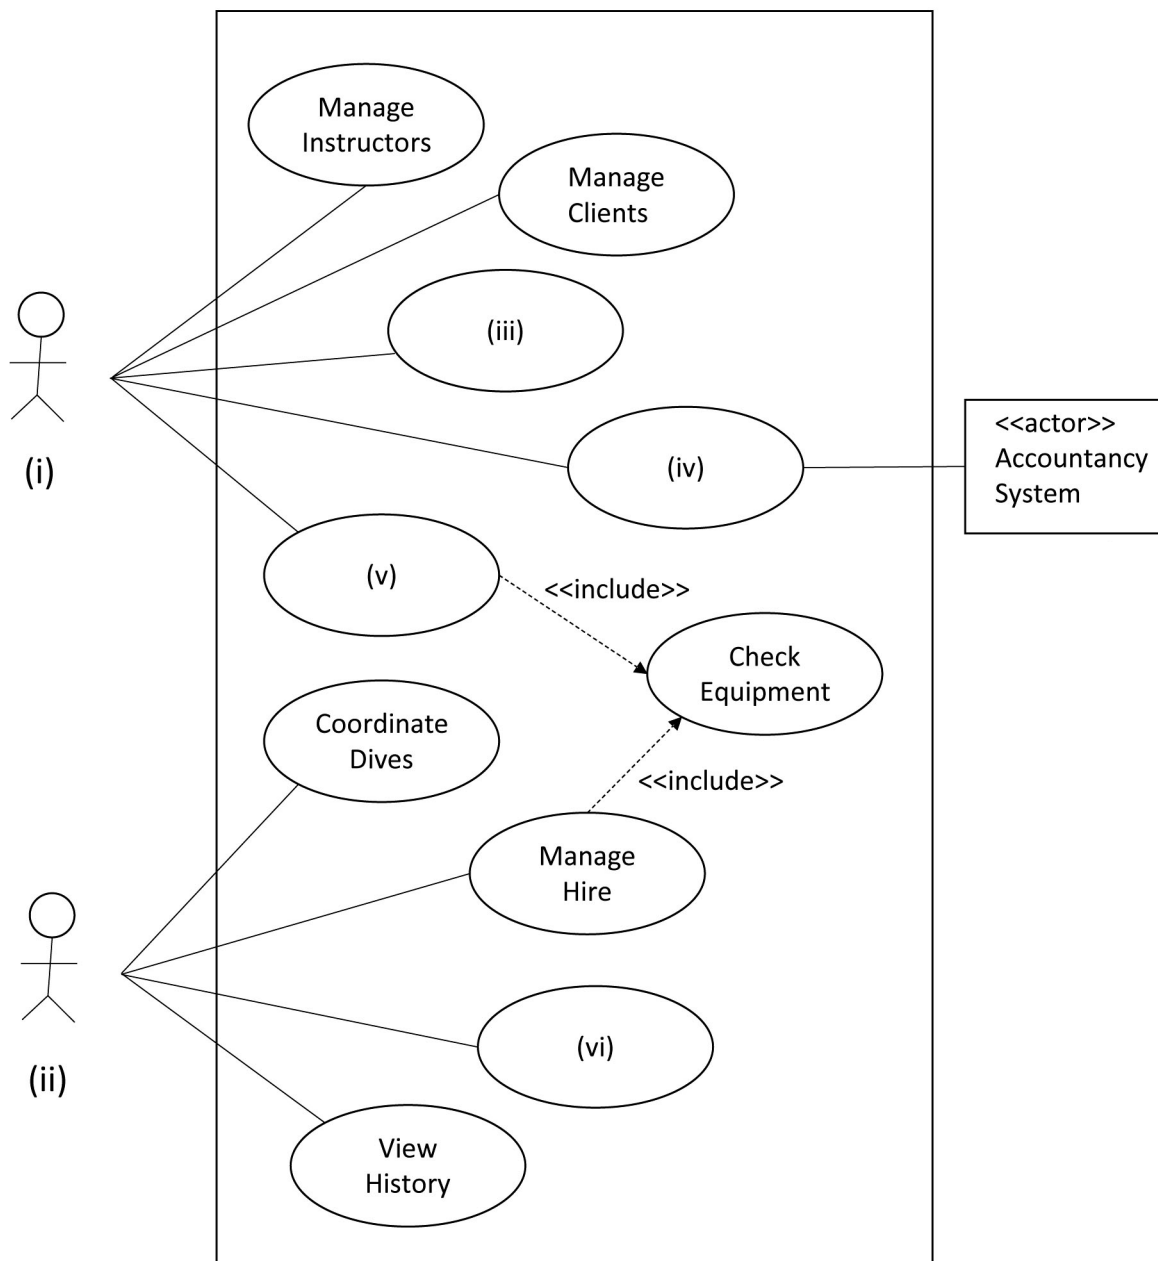 Manage
Instructors
Manage
Clients
(iii)
(i)
(iv)
<<actor>>
Accountancy
System
(v)
<<include>>
Check
Equipment
Coordinate
Dives
<<include>>
Manage
Hire
(ii)
(vi)
View
History